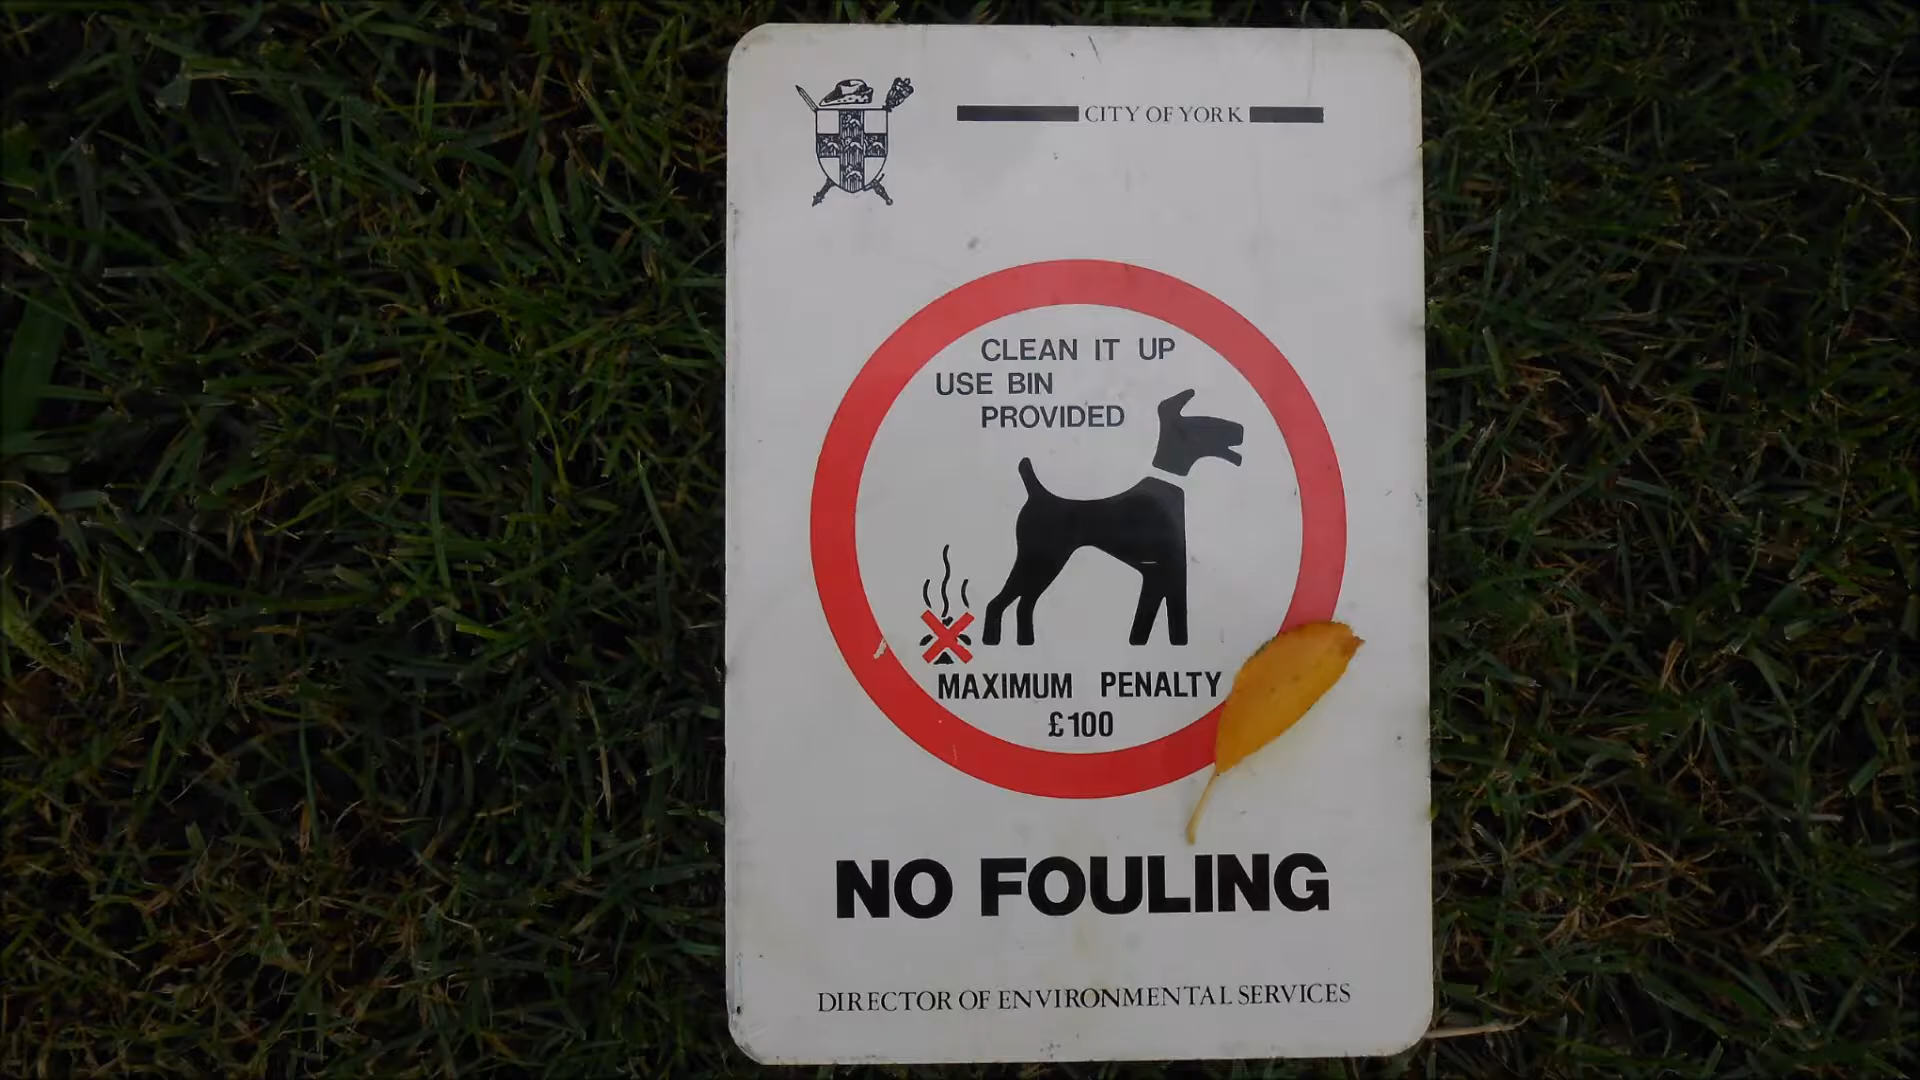 CITY OF YORK
CLEAN IT UP
USE BIN
PROVIDED
MAXIMUM PENALTY
£100
NO FOULING
DIRECTOR OF ENVIRONMENTAL SERVICES